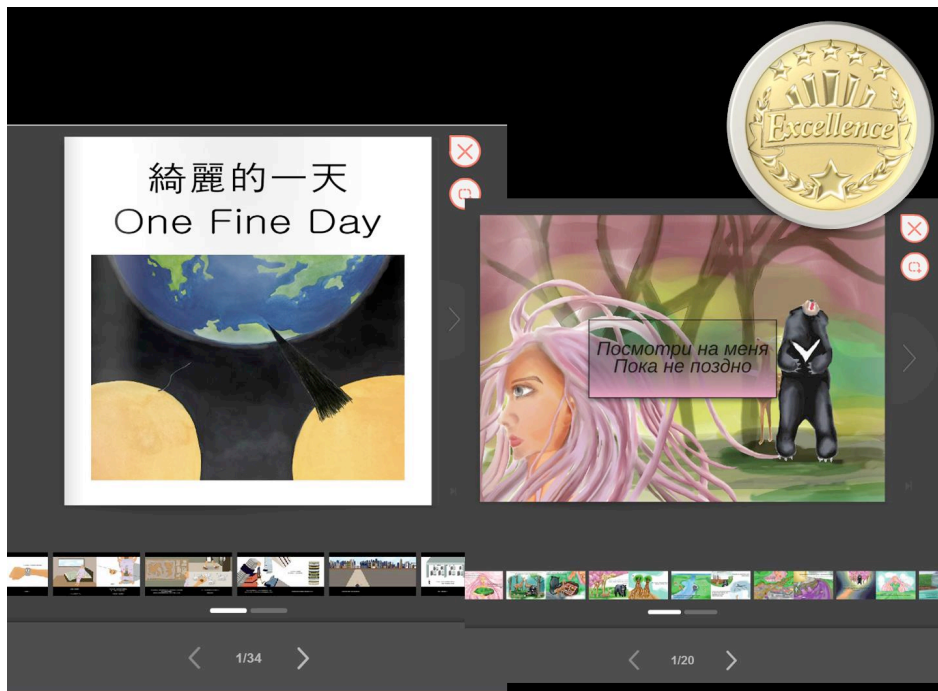 綺麗的一天
One Fine Day
1/34
Excellence
Посмотри на меня
Пока не поздно
1/20